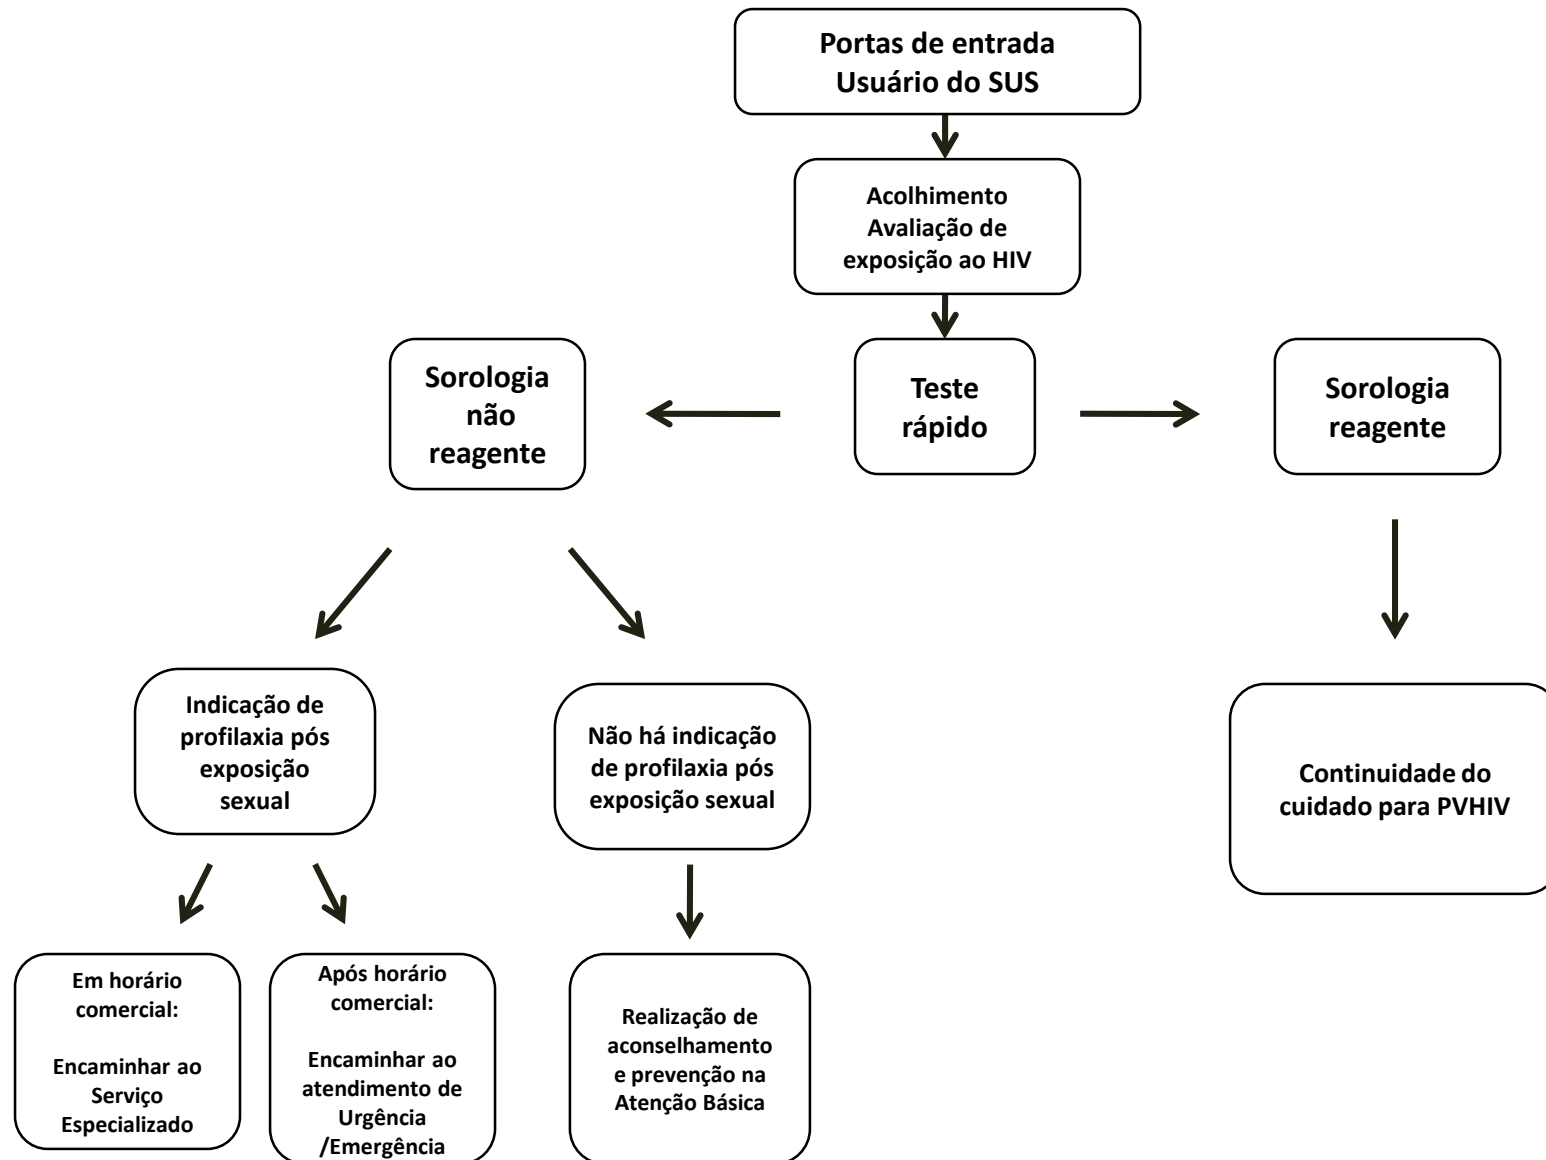 Portas de entrada
Usuário do SUS
Acolhimento
Avaliação de
exposição ao HIV
Sorologia
não
reagente
Teste
rápido
Sorologia
reagente
Indicação de
profilaxia pós
exposição
sexual
Não há indicação
de profilaxia pós
exposição sexual
Continuidade do
cuidado para PVHIV
Em horário
comercial:
Encaminhar ao
Serviço
Especializado
Após horário
comercial:
Encaminhar ao
atendimento de
Urgência
/Emergência
Realização de
aconselhamento
e prevenção na
Atenção Básica